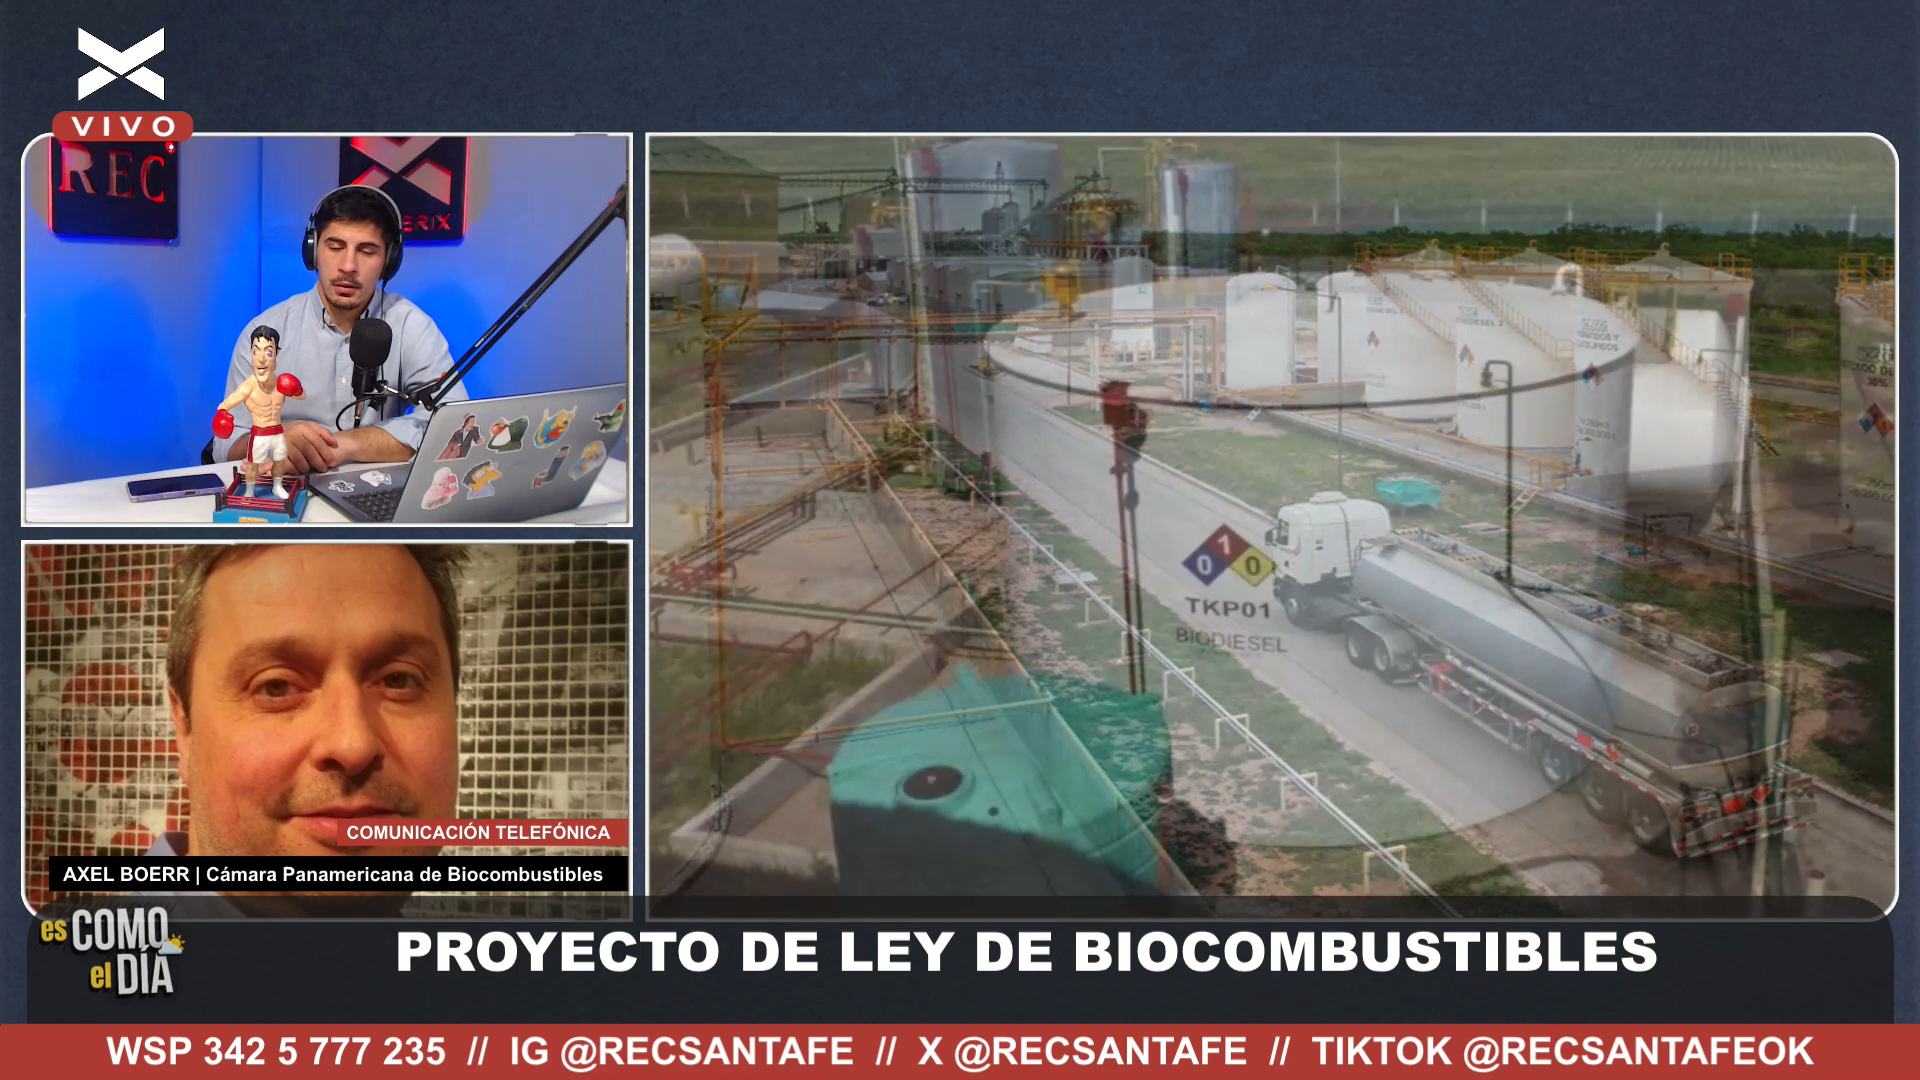 VIVO
REC
ERIX
1
0
0
TKP01
BIODIESEL
COMUNICACIÓN TELEFÓNICA
AXEL BOERR | Cámara Panamericana de Biocombustibles
es COMO
el DÍA
PROYECTO DE LEY DE BIOCOMBUSTIBLES
WSP 342 5 777 235 // IG @RECSANTAFE // X @RECSANTAFE // TIKTOK @RECSANTAFEOK